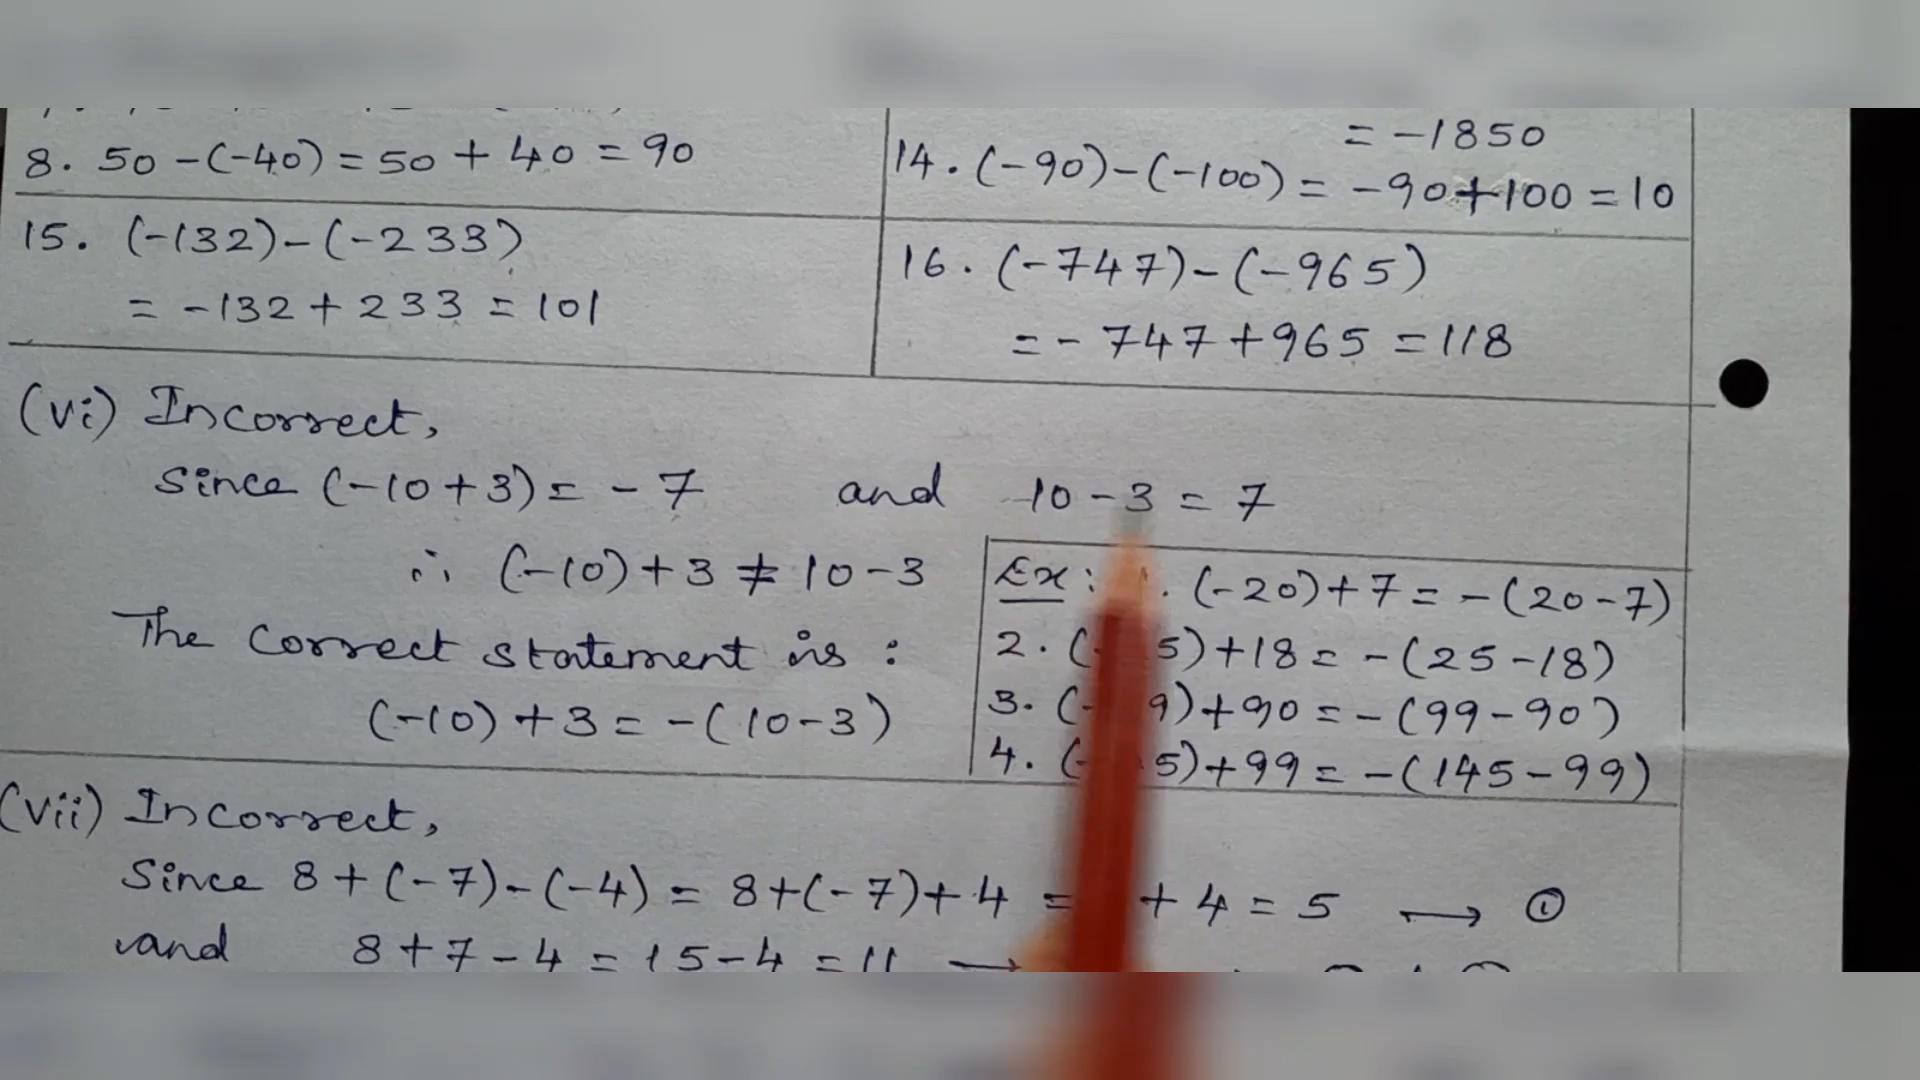 8. 50 - (-40) = 50 + 40 = 90
= -1850
14. (-90) - (-100) = -90 + 100 = 10
15. (-132) - (-233)
= -132 + 233 = 101
16. (-747) - (-965)
= - 747 + 965 = 118
(vi) Incorrect,
Since (-10 + 3) = - 7 and 10 - 3 = 7
∴ (-10) + 3 ≠ 10 - 3
The correct statement is :
(-10) + 3 = -(10 - 3)
Ex: . (-20) + 7 = -(20 - 7)
2. (- 5) + 18 = -(25 - 18)
3. (- 9) + 90 = -(99 - 90)
4. (- 5) + 99 = -(145 - 99)
(vii) Incorrect,
Since 8 + (-7) - (-4) = 8 + (-7) + 4 = + 4 = 5 → ①
and 8 + 7 - 4 = 15 - 4 = 11 →